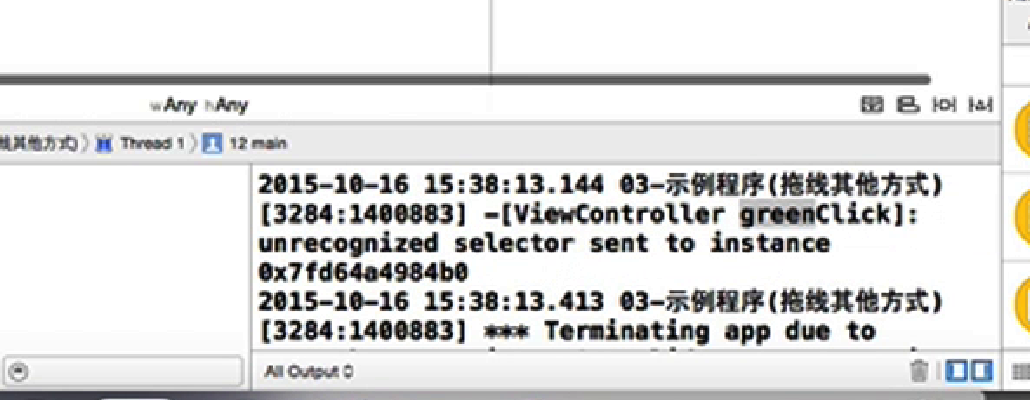 wAny hAny
线其他方式) 〉 Thread 1 〉 12 main
2015-10-16 15:38:13.144 03-示例程序(拖线其他方式)
[3284:1400883] -[ViewController greenClick]:
unrecognized selector sent to instance
0x7fd64a4984b0
2015-10-16 15:38:13.413 03-示例程序(拖线其他方式)
[3284:1400883] *** Terminating app due to
All Output